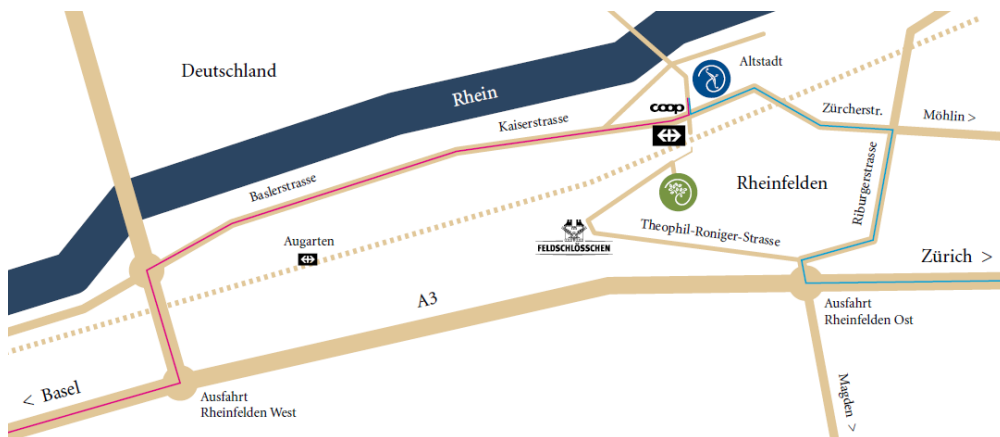 Deutschland
Altstadt
Rhein
coop
Zürcherstr.
Kaiserstrasse
Möhlin >
Baslerstrasse
Rheinfelden
Riburgerstrasse
Theophil-Roniger-Strasse
Augarten
FELDSCHLÖSSCHEN
Zürich >
A3
Ausfahrt
Rheinfelden Ost
< Basel
Ausfahrt
Rheinfelden West
Magden >